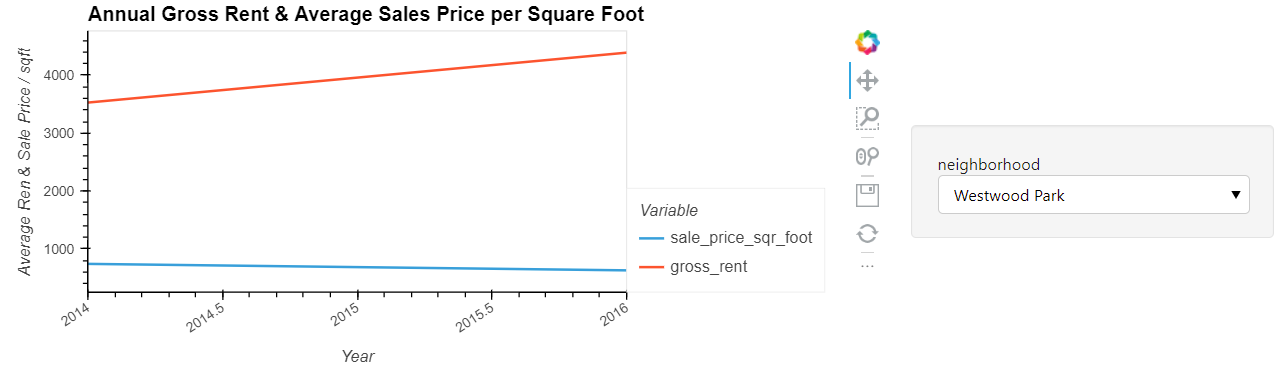 Annual Gross Rent & Average Sales Price per Square Foot
Average Ren & Sale Price / sqft
4000
3000
2000
1000
2014
2014.5
2015
2015.5
2016
Year
Variable
sale_price_sqr_foot
gross_rent
neighborhood
Westwood Park